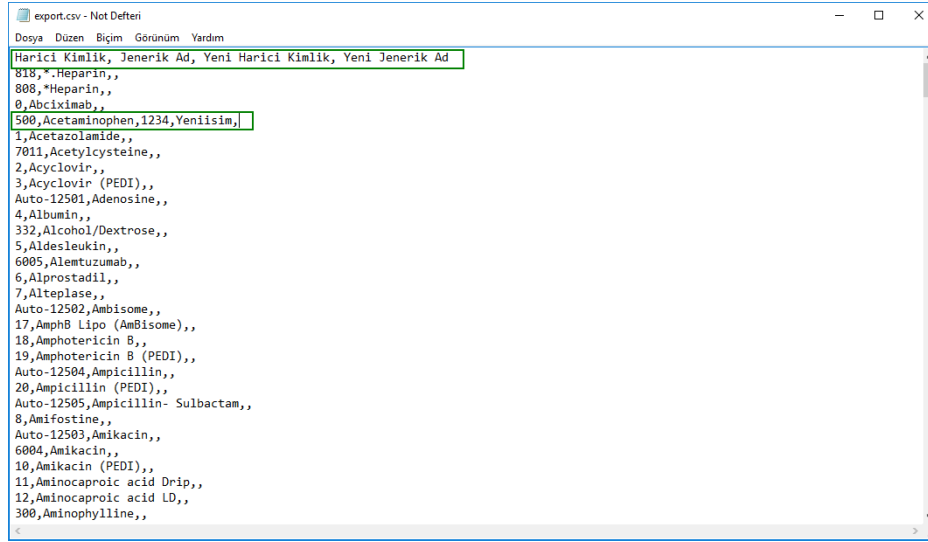 export.csv - Not Defteri
Dosya Düzen Biçim Görünüm Yardım
Harici Kimlik, Jenerik Ad, Yeni Harici Kimlik, Yeni Jenerik Ad
818,*.Heparin,,
808,*Heparin,,
0,Abciximab,,
500,Acetaminophen,1234,Yeniisim,
1,Acetazolamide,,
7011,Acetylcysteine,,
2,Acyclovir,,
3,Acyclovir (PEDI),,
Auto-12501,Adenosine,,
4,Albumin,,
332,Alcohol/Dextrose,,
5,Aldesleukin,,
6005,Alemtuzumab,,
6,Alprostadil,,
7,Alteplase,,
Auto-12502,Ambisome,,
17,AmphB Lipo (AmBisome),,
18,Amphotericin B,,
19,Amphotericin B (PEDI),,
Auto-12504,Ampicillin,,
20,Ampicillin (PEDI),,
Auto-12505,Ampicillin- Sulbactam,,
8,Amifostine,,
Auto-12503,Amikacin,,
6004,Amikacin,,
10,Amikacin (PEDI),,
11,Aminocaproic acid Drip,,
12,Aminocaproic acid LD,,
300,Aminophylline,,